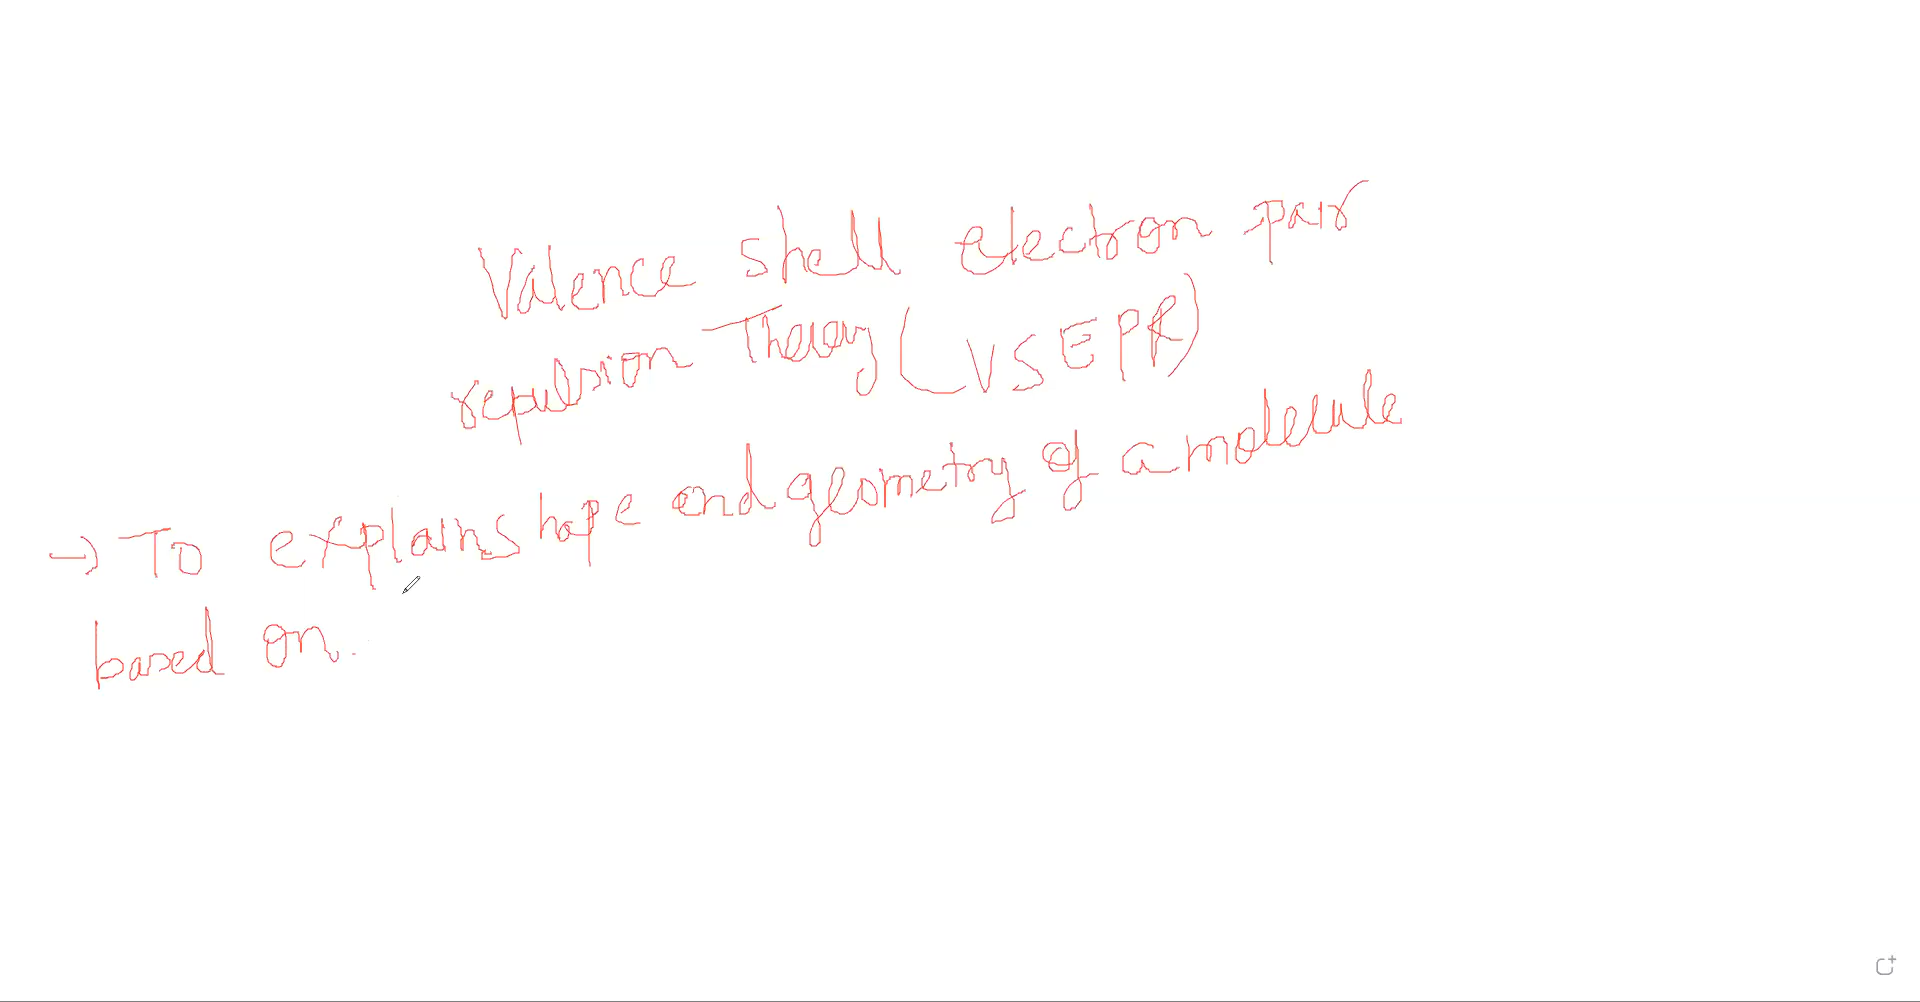 Valence shell electron pair
repulsion Theory (VSEPR)
→ To explain shape and geometry of a molecule
based on.